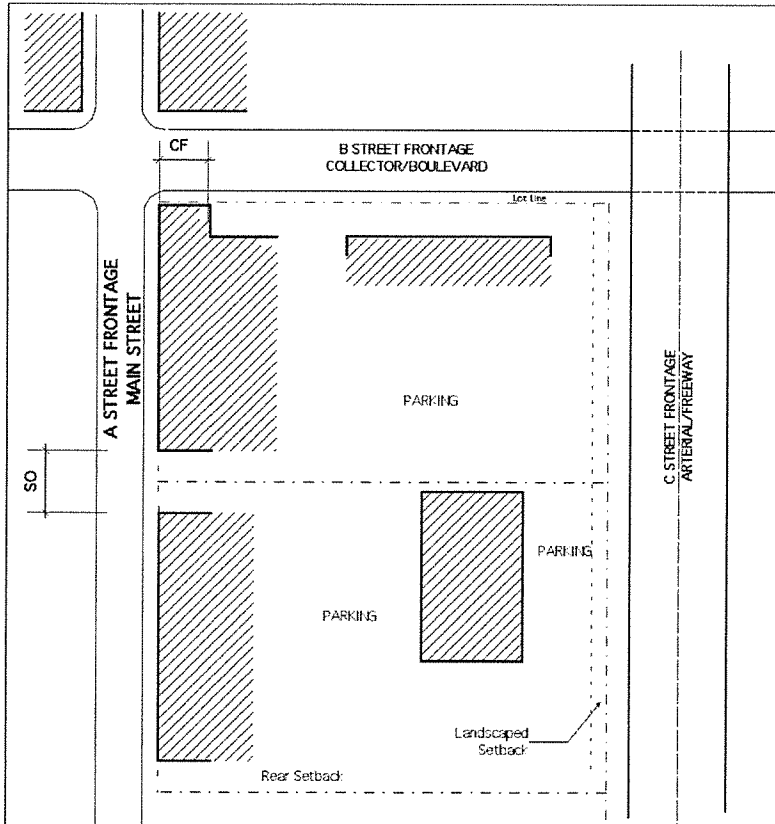 CF
B STREET FRONTAGE
COLLECTOR/BOULEVARD
Lot Line
A STREET FRONTAGE
MAIN STREET
C STREET FRONTAGE
ARTERIAL/FREEWAY
PARKING
SO
PARKING
PARKING
Landscaped
Setback
Rear Setback